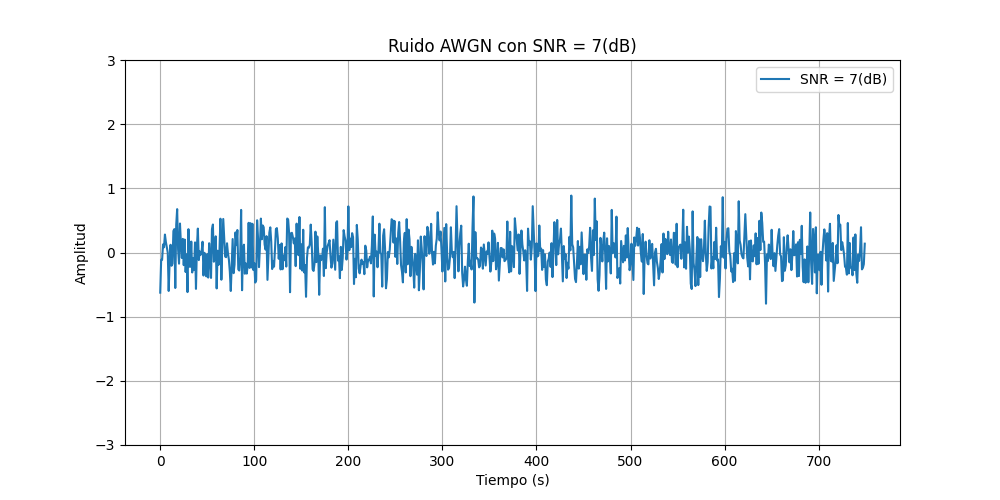 Ruido AWGN con SNR = 7(dB)
SNR = 7(dB)
Amplitud
3
2
1
0
−1
−2
−3
0 100 200 300 400 500 600 700
Tiempo (s)